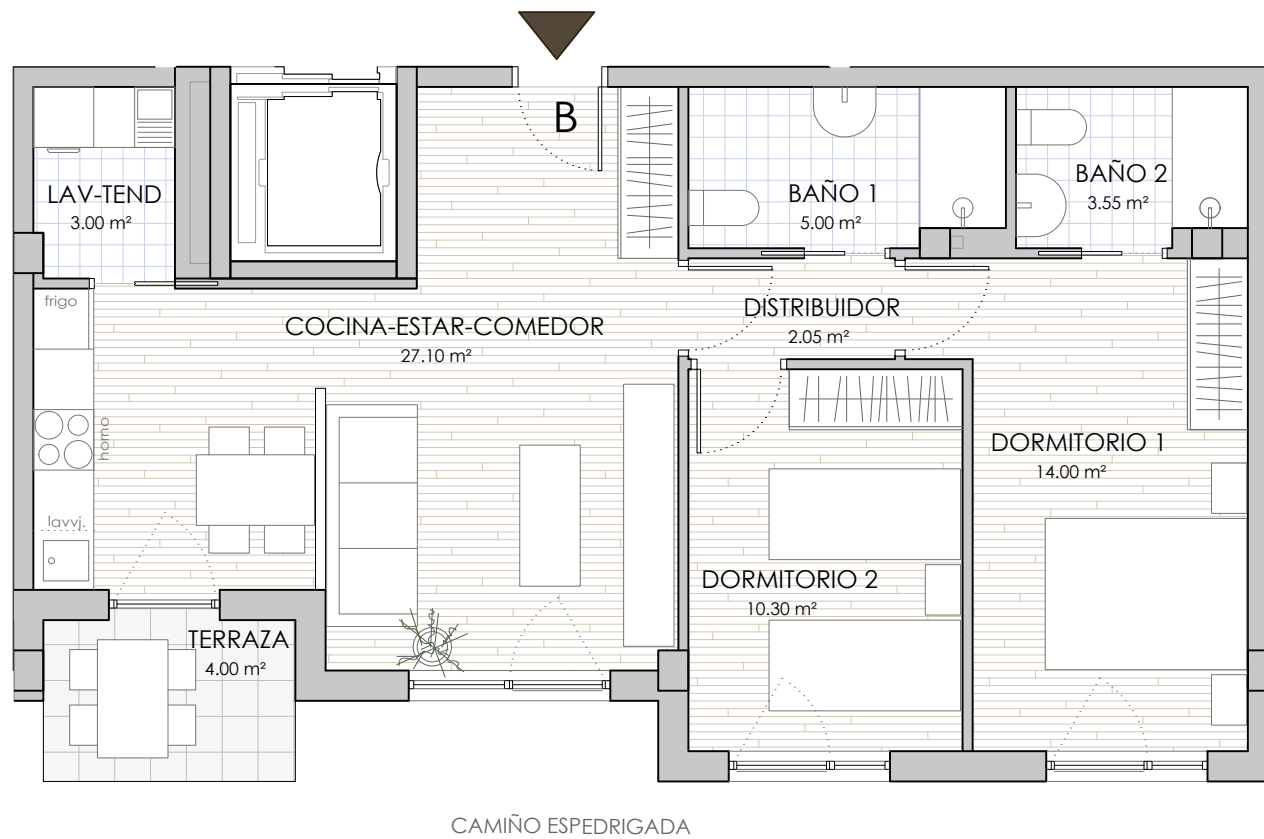 B
LAV-TEND
3.00 m²
BAÑO 1
5.00 m²
BAÑO 2
3.55 m²
frigo
COCINA-ESTAR-COMEDOR
27.10 m²
DISTRIBUIDOR
2.05 m²
horno
DORMITORIO 1
14.00 m²
lavvj.
DORMITORIO 2
10.30 m²
TERRAZA
4.00 m²
CAMIÑO ESPEDRIGADA